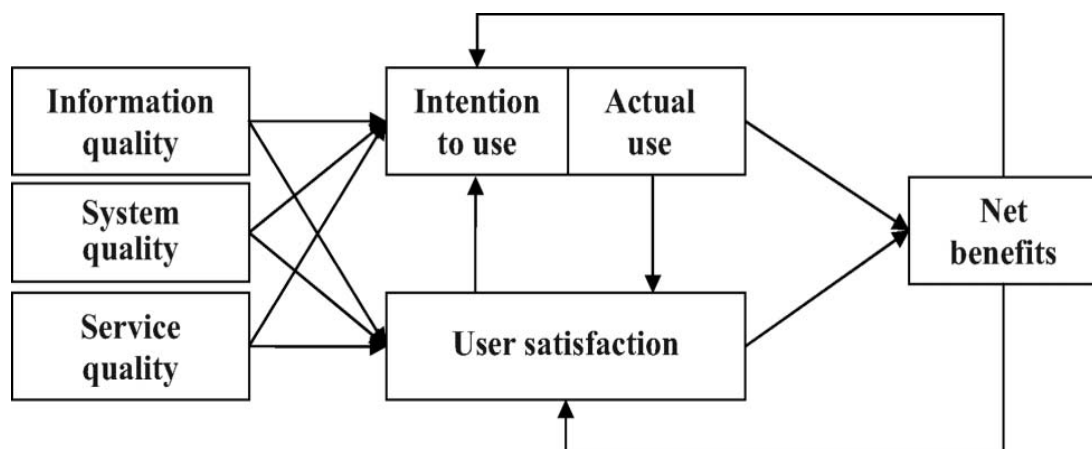 Information
quality
System
quality
Service
quality
Intention
to use
Actual
use
User satisfaction
Net
benefits